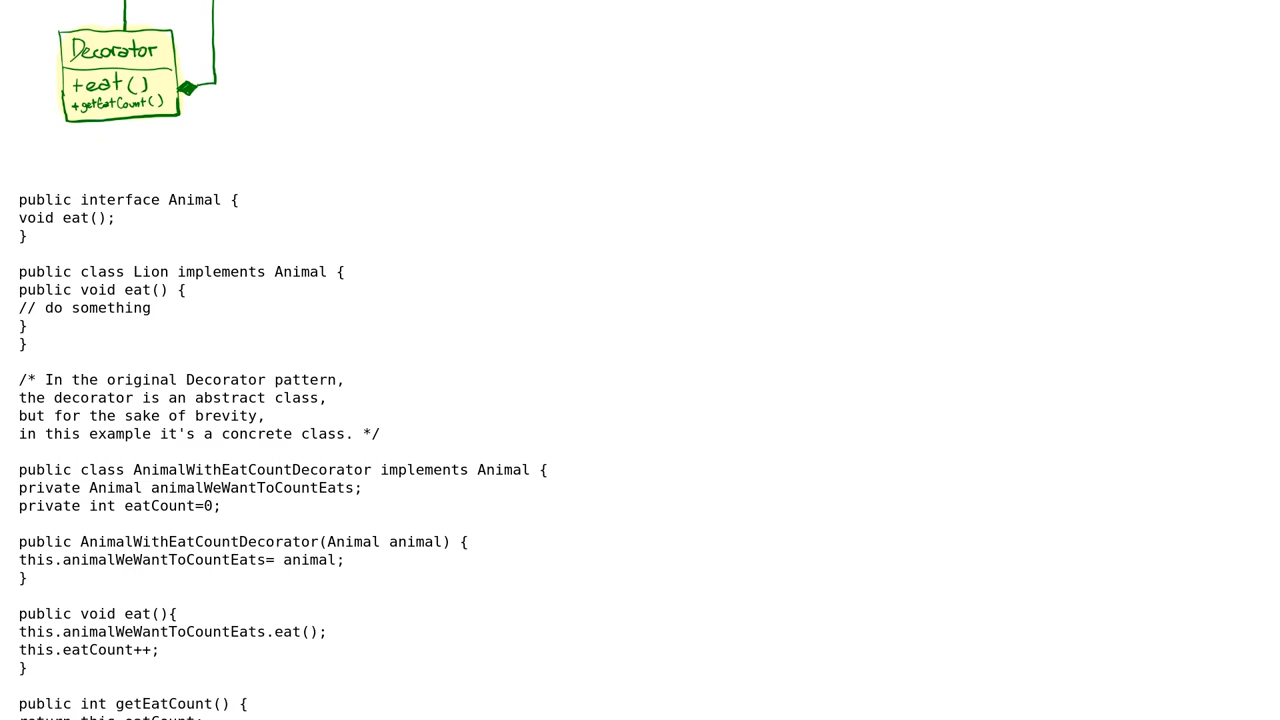 Decorator
+eat()
+getEatCount()
public interface Animal {
void eat();
}
public class Lion implements Animal {
public void eat() {
// do something
}
}
/* In the original Decorator pattern,
the decorator is an abstract class,
but for the sake of brevity,
in this example it's a concrete class. */
public class AnimalWithEatCountDecorator implements Animal {
private Animal animalWeWantToCountEats;
private int eatCount=0;
public AnimalWithEatCountDecorator(Animal animal) {
this.animalWeWantToCountEats= animal;
}
public void eat(){
this.animalWeWantToCountEats.eat();
this.eatCount++;
}
public int getEatCount() {
return this.eatCount;